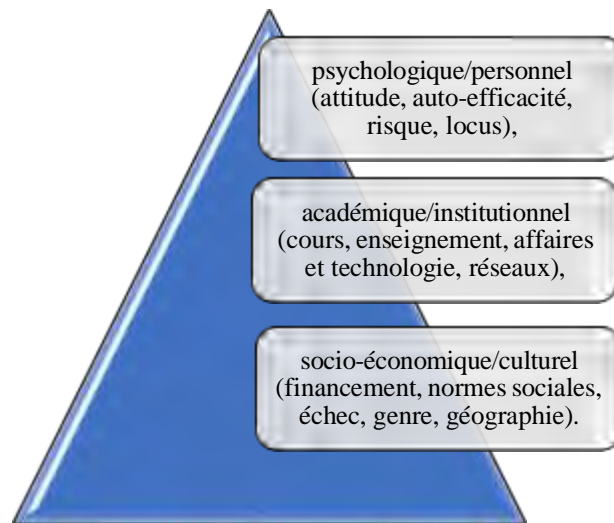 psychologique/personnel
(attitude, auto-efficacité,
risque, locus),
académique/institutionnel
(cours, enseignement, affaires
et technologie, réseaux),
socio-économique/culturel
(financement, normes sociales,
échec, genre, géographie).